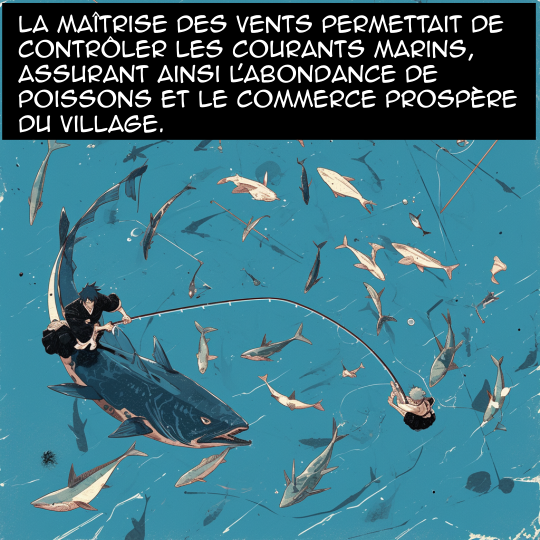 LA MAÎTRISE DES VENTS PERMETTAIT DE
CONTRÔLER LES COURANTS MARINS,
ASSURANT AINSI L'ABONDANCE DE
POISSONS ET LE COMMERCE PROSPÈRE
DU VILLAGE.